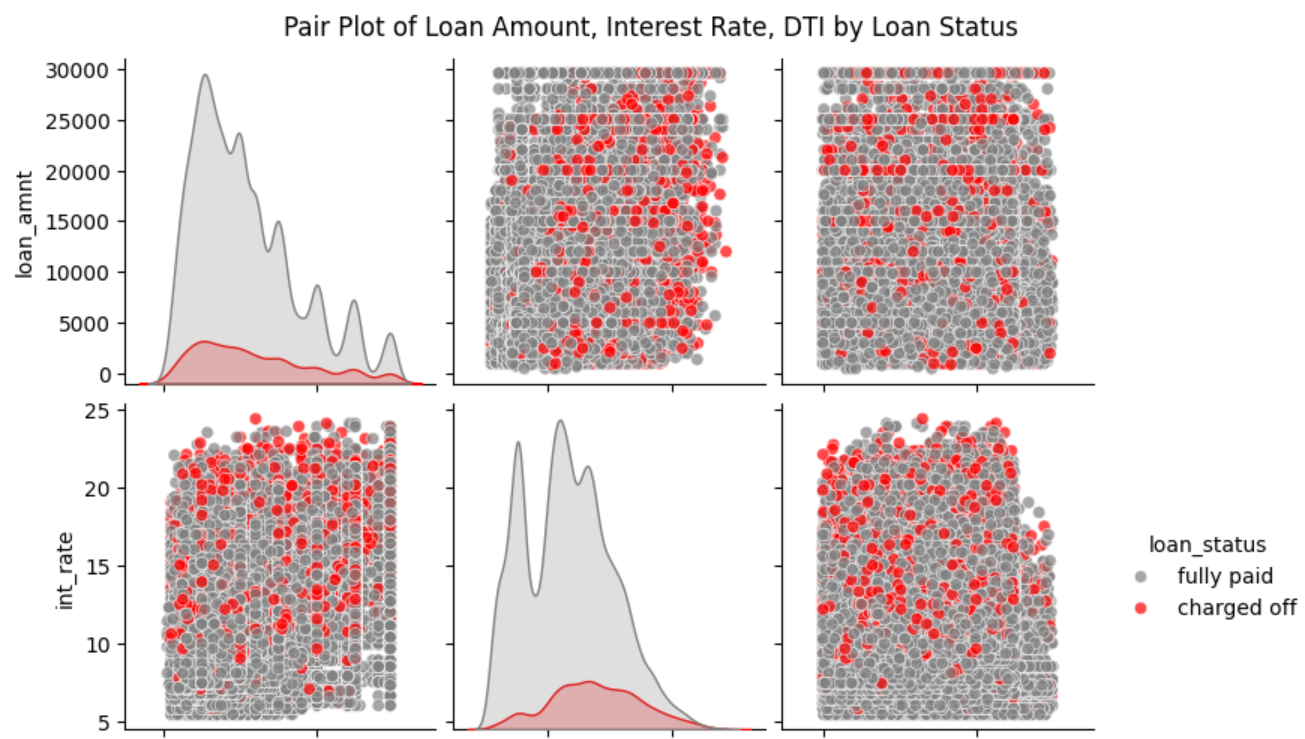 Pair Plot of Loan Amount, Interest Rate, DTI by Loan Status
30000
25000
20000
15000
10000
5000
0
loan_amnt
25
20
15
10
5
int_rate
loan_status
fully paid
charged off